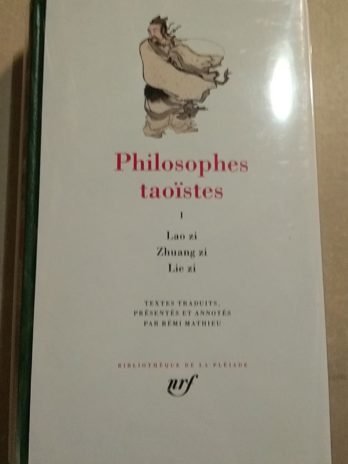 Philosophes
taoïstes
I
Lao zi
Zhuang zi
Lie zi
TEXTES TRADUITS,
PRÉSENTÉS ET ANNOTÉS
PAR RÉMI MATHIEU
BIBLIOTHÈQUE DE LA PLÉIADE
nrf